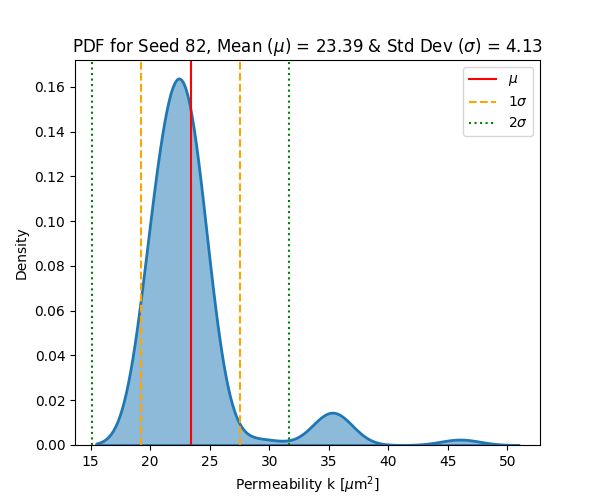 PDF for Seed 82, Mean (μ) = 23.39 & Std Dev (σ) = 4.13
μ
1σ
2σ
0.16
0.14
0.12
0.10
0.08
0.06
0.04
0.02
0.00
Density
15 20 25 30 35 40 45 50
Permeability k [μm²]